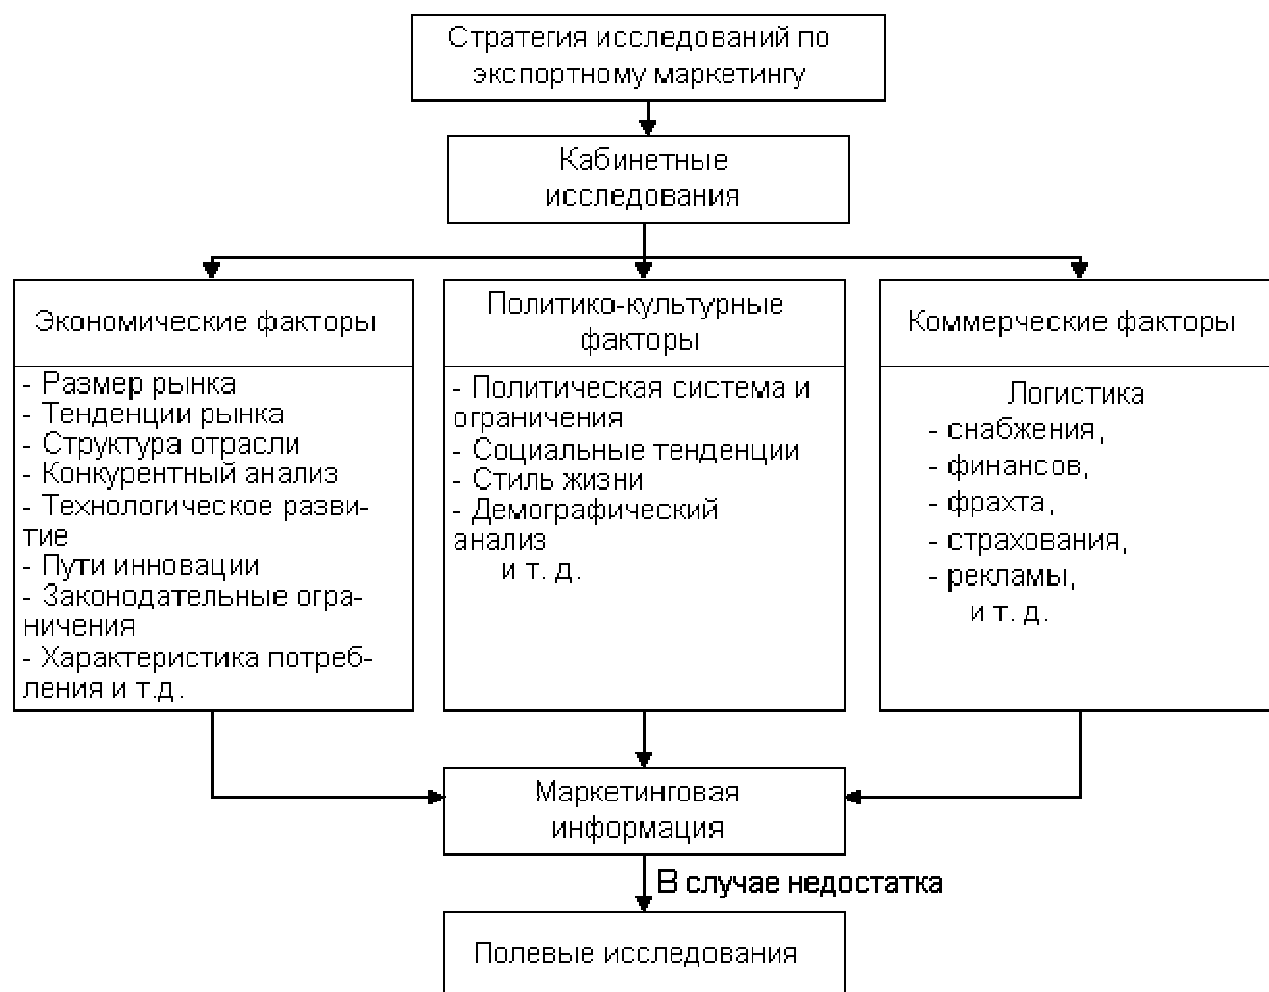 Стратегия исследований по
экспортному маркетингу
Кабинетные
исследования
Экономические факторы
- Размер рынка
- Тенденции рынка
- Структура отрасли
- Конкурентный анализ
- Технологическое разви-
тие
- Пути инновации
- Законодательные огра-
ничения
- Характеристика потреб-
ления и т.д.
Политико-культурные
факторы
- Политическая система и
ограничения
- Социальные тенденции
- Стиль жизни
- Демографический
анализ
и т. д.
Коммерческие факторы
Логистика
- снабжения,
- финансов,
- фрахта,
- страхования,
- рекламы,
и т. д.
Маркетинговая
информация
В случае недостатка
Полевые исследования